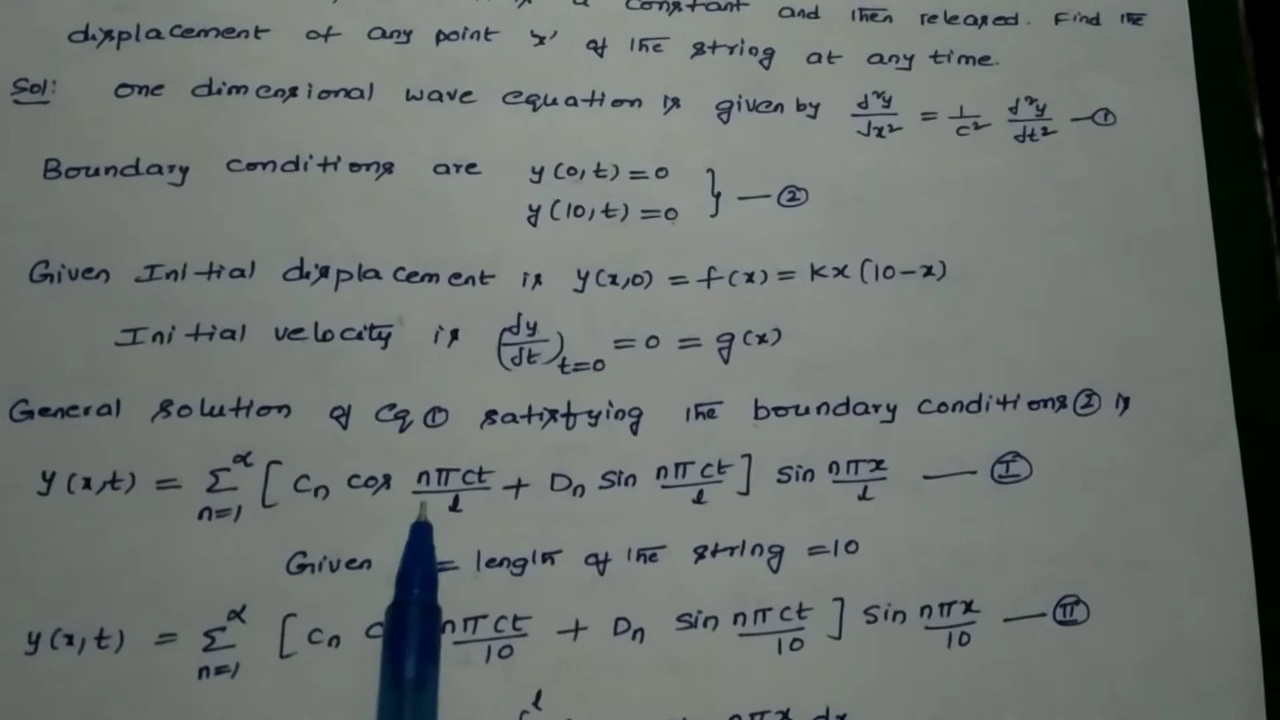 constant and then released. Find the
displacement of any point 'x' of the string at any time.
Sol: One dimensional wave equation is given by d²y/dx² = 1/c² d²y/dt² —①
Boundary conditions are y(0,t)=0
y(10,t)=0 } —②
Given Initial displacement is y(x,0) = f(x) = kx(10-x)
Initial velocity is (dy/dt)t=0 = 0 = g(x)
General solution of Eq ① satisfying the boundary conditions ② is
y(x,t) = Σ n=1 ∝ [Cn cos nπct/l + Dn sin nπct/l] sin nπx/l — Ⓘ
Given = length of the string = 10
y(x,t) = Σ n=1 ∝ [Cn nπct/10 + Dn sin nπct/10] sin nπx/10 — Ⅱ
l nπx dx